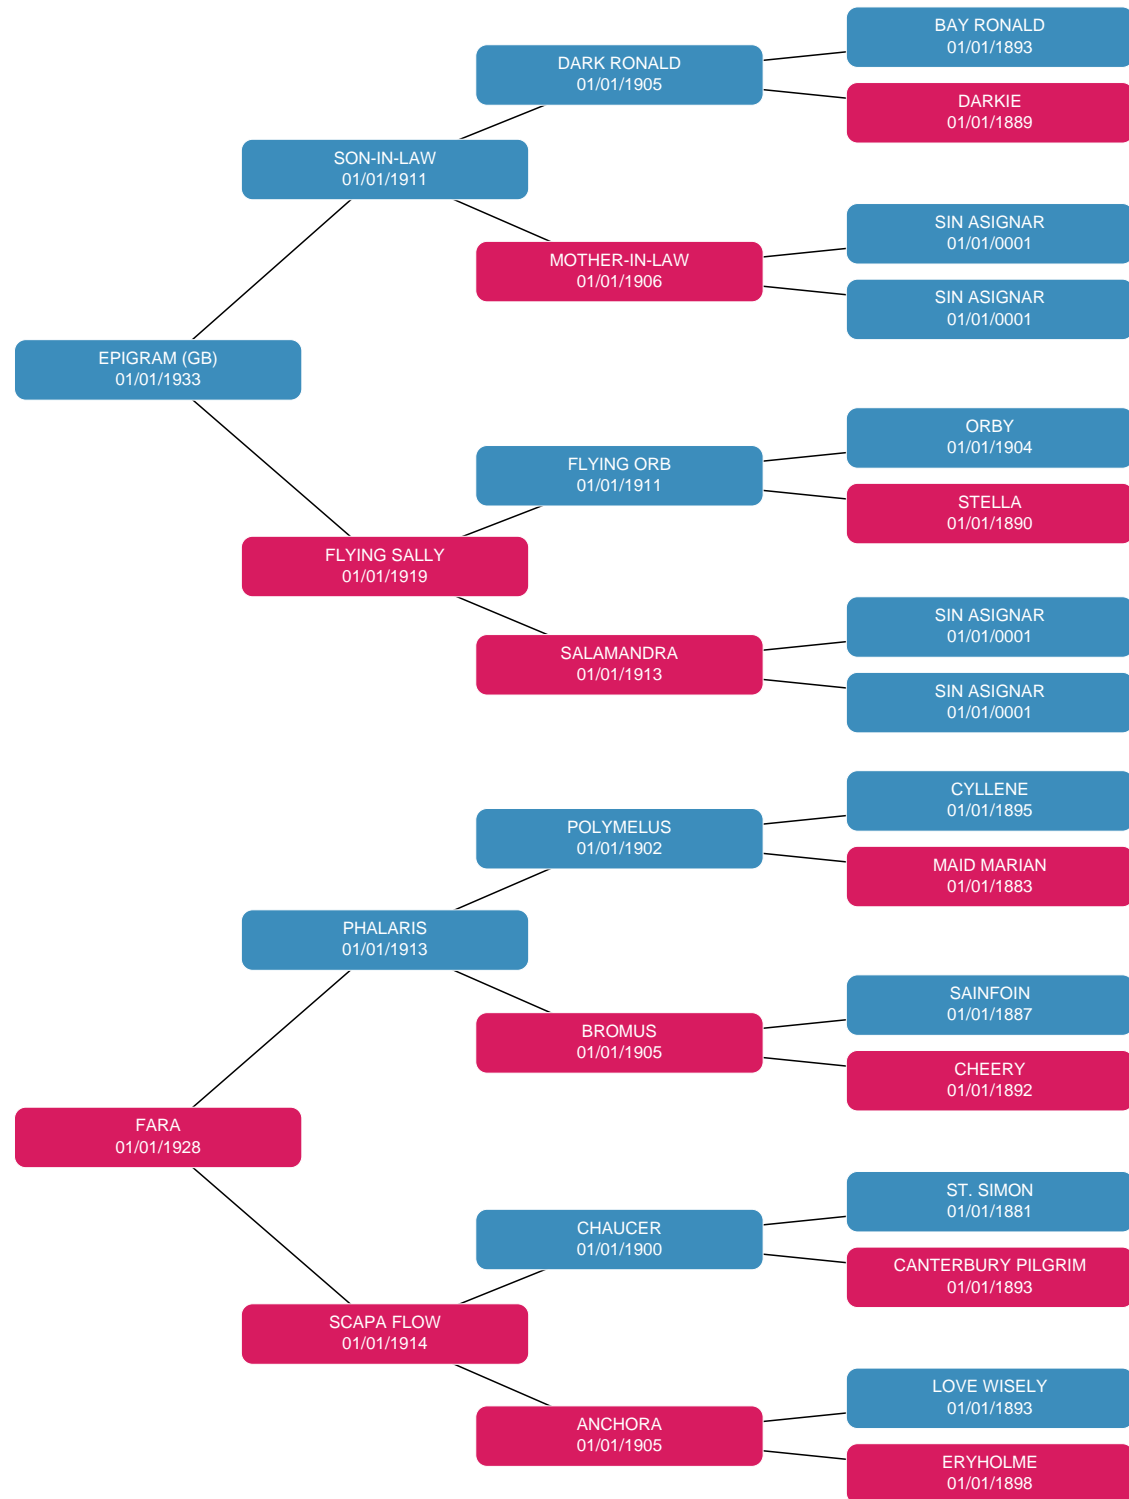 BAY RONALD
01/01/1893
DARK RONALD
01/01/1905
DARKIE
01/01/1889
SON-IN-LAW
01/01/1911
SIN ASIGNAR
01/01/0001
MOTHER-IN-LAW
01/01/1906
SIN ASIGNAR
01/01/0001
EPIGRAM (GB)
01/01/1933
ORBY
01/01/1904
FLYING ORB
01/01/1911
STELLA
01/01/1890
FLYING SALLY
01/01/1919
SIN ASIGNAR
01/01/0001
SALAMANDRA
01/01/1913
SIN ASIGNAR
01/01/0001
CYLLENE
01/01/1895
POLYMELUS
01/01/1902
MAID MARIAN
01/01/1883
PHALARIS
01/01/1913
SAINFOIN
01/01/1887
BROMUS
01/01/1905
CHEERY
01/01/1892
FARA
01/01/1928
ST. SIMON
01/01/1881
CHAUCER
01/01/1900
CANTERBURY PILGRIM
01/01/1893
SCAPA FLOW
01/01/1914
LOVE WISELY
01/01/1893
ANCHORA
01/01/1905
ERYHOLME
01/01/1898